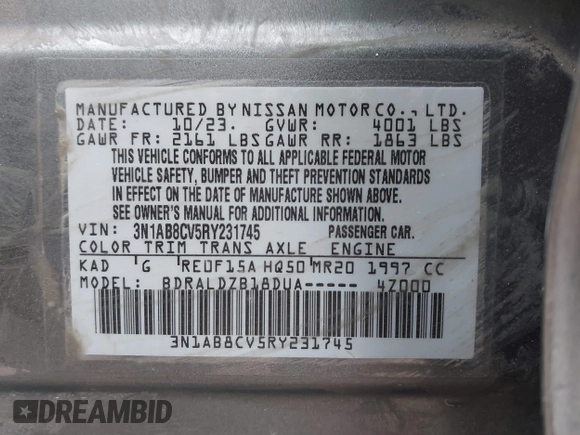 MANUFACTURED BY NISSAN MOTOR CO., LTD.
DATE: 10/23. GVWR: 4001 LBS
GAWR FR: 2161 LBS GAWR RR: 1863 LBS
THIS VEHICLE CONFORMS TO ALL APPLICABLE FEDERAL MOTOR
VEHICLE SAFETY, BUMPER AND THEFT PREVENTION STANDARDS
IN EFFECT ON THE DATE OF MANUFACTURE SHOWN ABOVE.
SEE OWNER'S MANUAL FOR ADDITIONAL INFORMATION.
VIN: 3N1AB8CV5RY231745 PASSENGER CAR.
COLOR TRIM TRANS AXLE ENGINE
KAD G RE0F15A HQ50 MR20 1997 CC
BDRALDZB18DUA----- 47000
3N1AB8CV5RY231745
DREAMBID